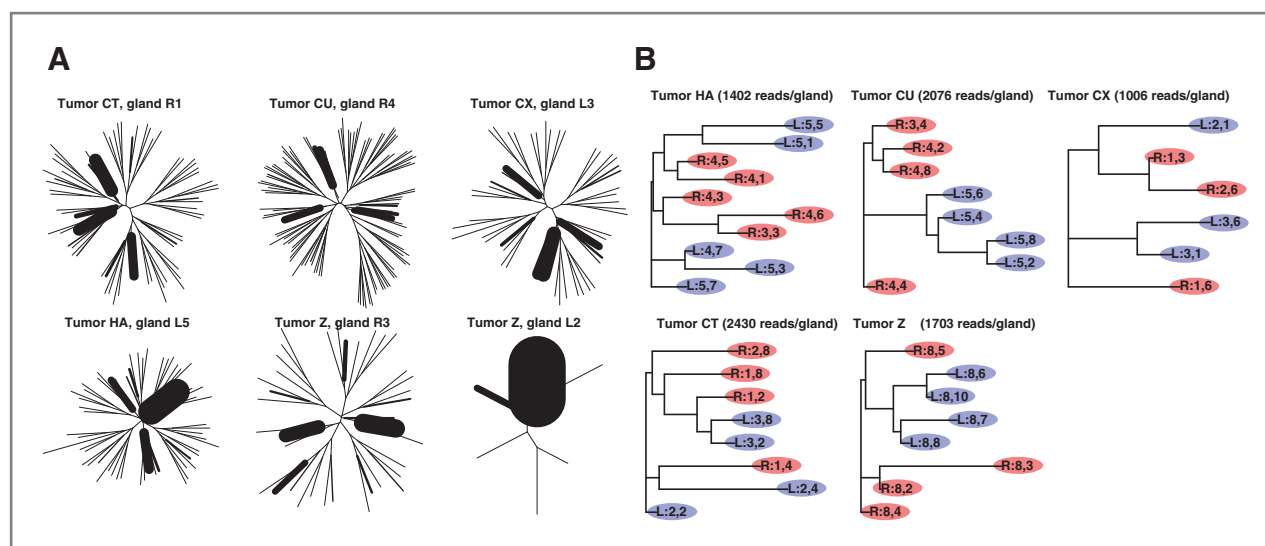 A
B
Tumor CT, gland R1
Tumor CU, gland R4
Tumor CX, gland L3
Tumor HA, gland L5
Tumor Z, gland R3
Tumor Z, gland L2
Tumor HA (1402 reads/gland)
L:5,5
L:5,1
R:4,5
R:4,1
R:4,3
R:4,6
R:3,3
L:4,7
L:5,3
L:5,7
Tumor CU (2076 reads/gland)
R:3,4
R:4,2
R:4,8
L:5,6
L:5,4
L:5,8
L:5,2
R:4,4
Tumor CX (1006 reads/gland)
L:2,1
R:1,3
R:2,6
L:3,6
L:3,1
R:1,6
Tumor CT (2430 reads/gland)
R:2,8
R:1,8
R:1,2
L:3,8
L:3,2
R:1,4
L:2,4
L:2,2
Tumor Z (1703 reads/gland)
R:8,5
L:8,6
L:8,10
L:8,7
L:8,8
R:8,3
R:8,2
R:8,4